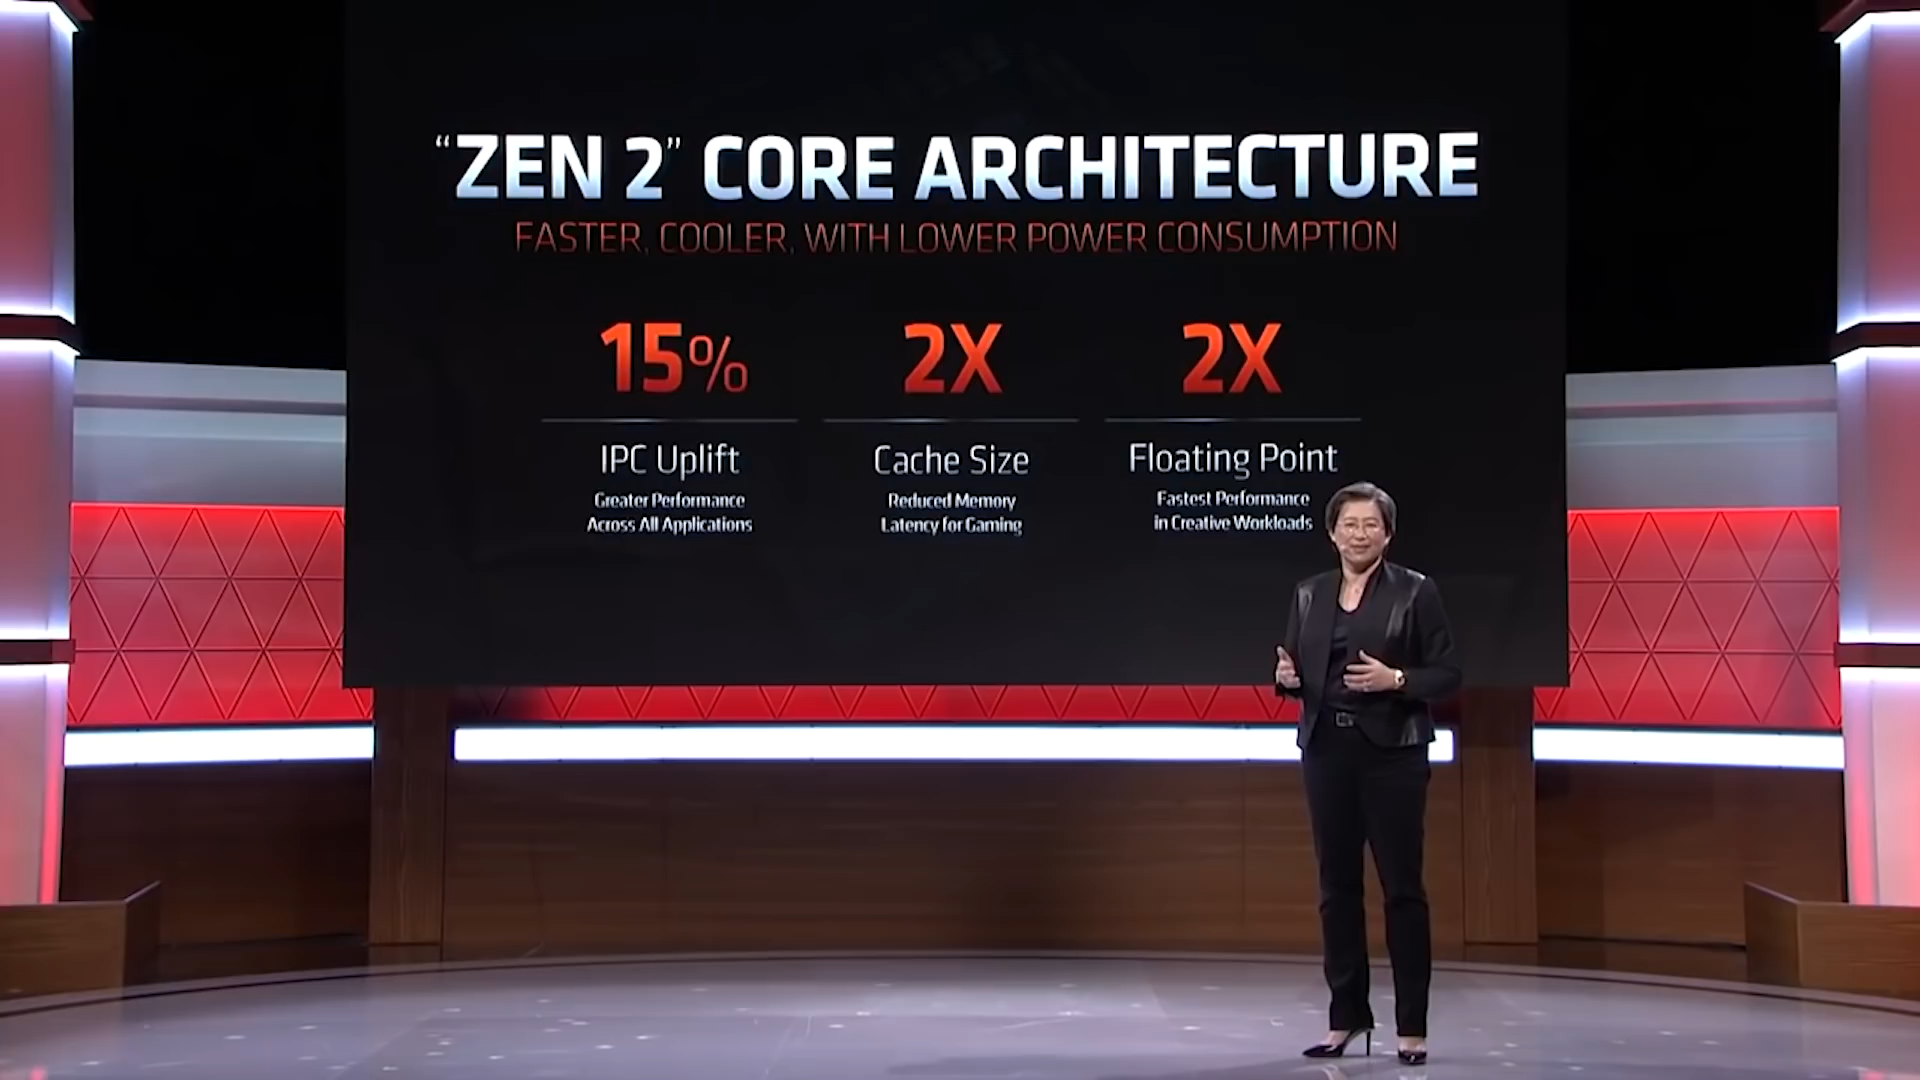 “ZEN 2” CORE ARCHITECTURE
FASTER, COOLER, WITH LOWER POWER CONSUMPTION
15% 2X 2X
IPC Uplift Cache Size Floating Point
Greater Performance Reduced Memory Fastest Performance
Across All Applications Latency for Gaming in Creative Workloads